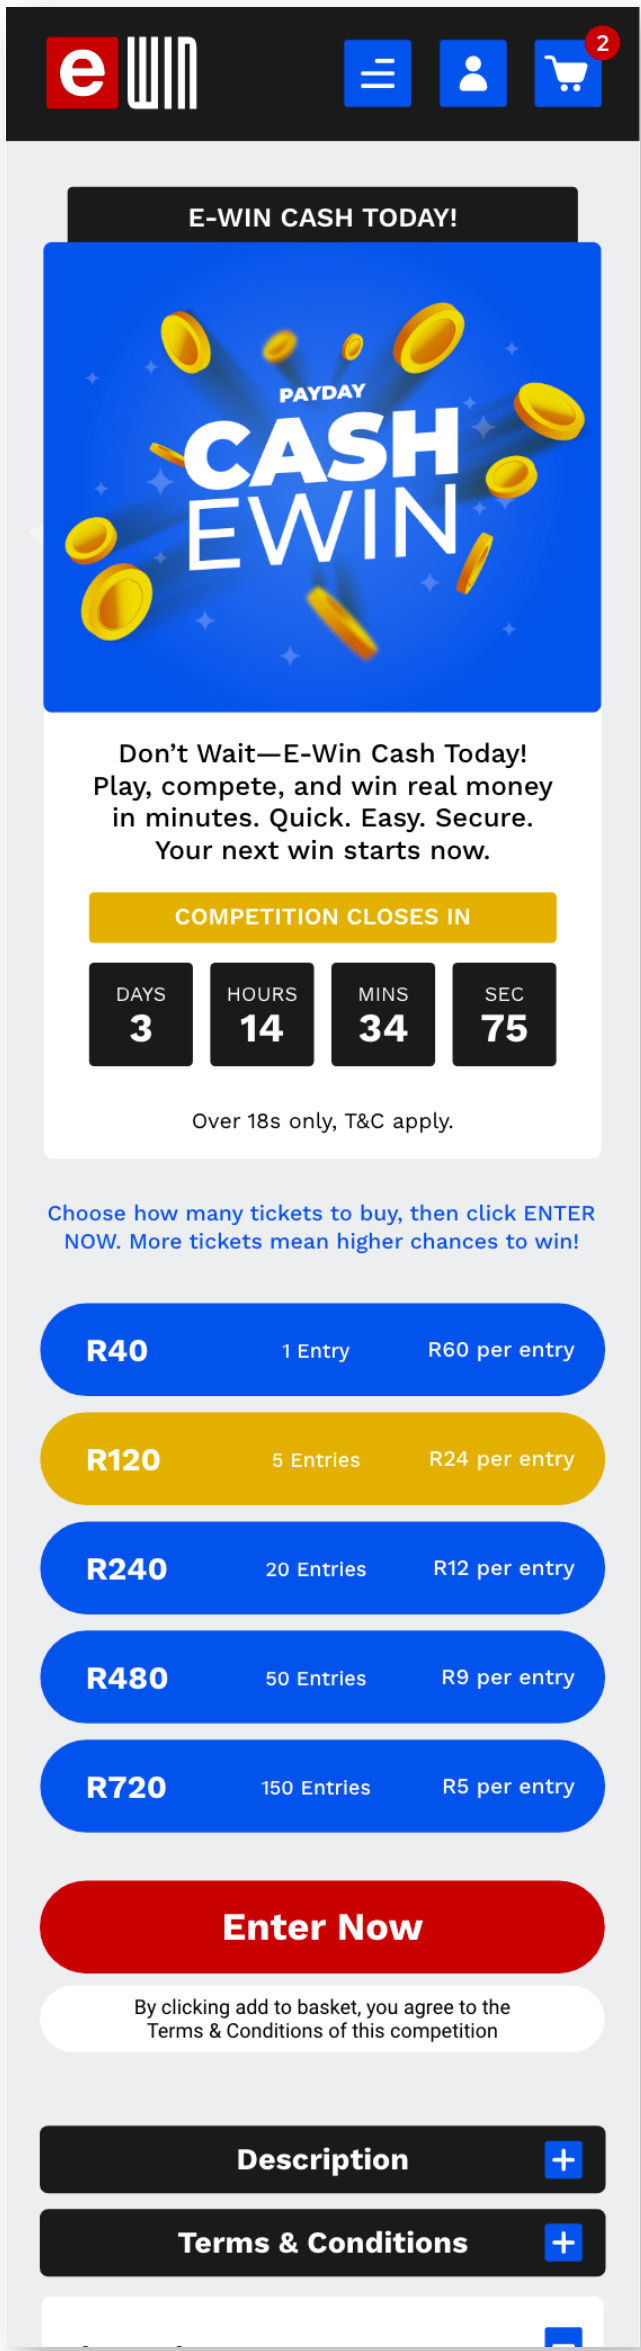 e WIN
2
E-WIN CASH TODAY!
PAYDAY
CASH
EWIN
Don’t Wait—E-Win Cash Today!
Play, compete, and win real money
in minutes. Quick. Easy. Secure.
Your next win starts now.
COMPETITION CLOSES IN
DAYS HOURS MINS SEC
3 14 34 75
Over 18s only, T&C apply.
Choose how many tickets to buy, then click ENTER
NOW. More tickets mean higher chances to win!
R40 1 Entry R60 per entry
R120 5 Entries R24 per entry
R240 20 Entries R12 per entry
R480 50 Entries R9 per entry
R720 150 Entries R5 per entry
Enter Now
By clicking add to basket, you agree to the
Terms & Conditions of this competition
Description
Terms & Conditions